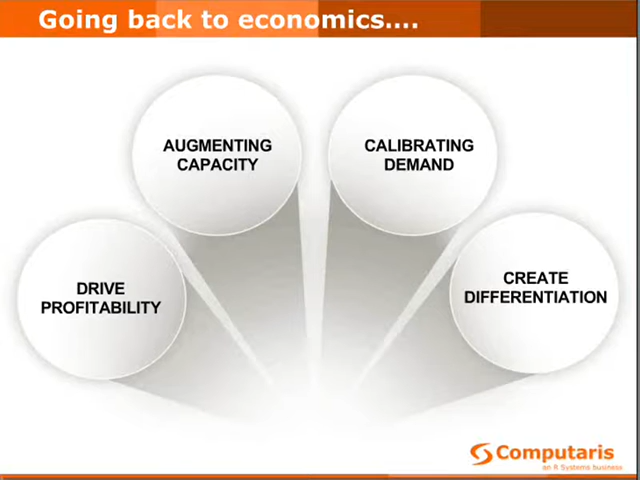 Going back to economics....
AUGMENTING
CAPACITY
CALIBRATING
DEMAND
DRIVE
PROFITABILITY
CREATE
DIFFERENTIATION
Computaris
an R Systems business